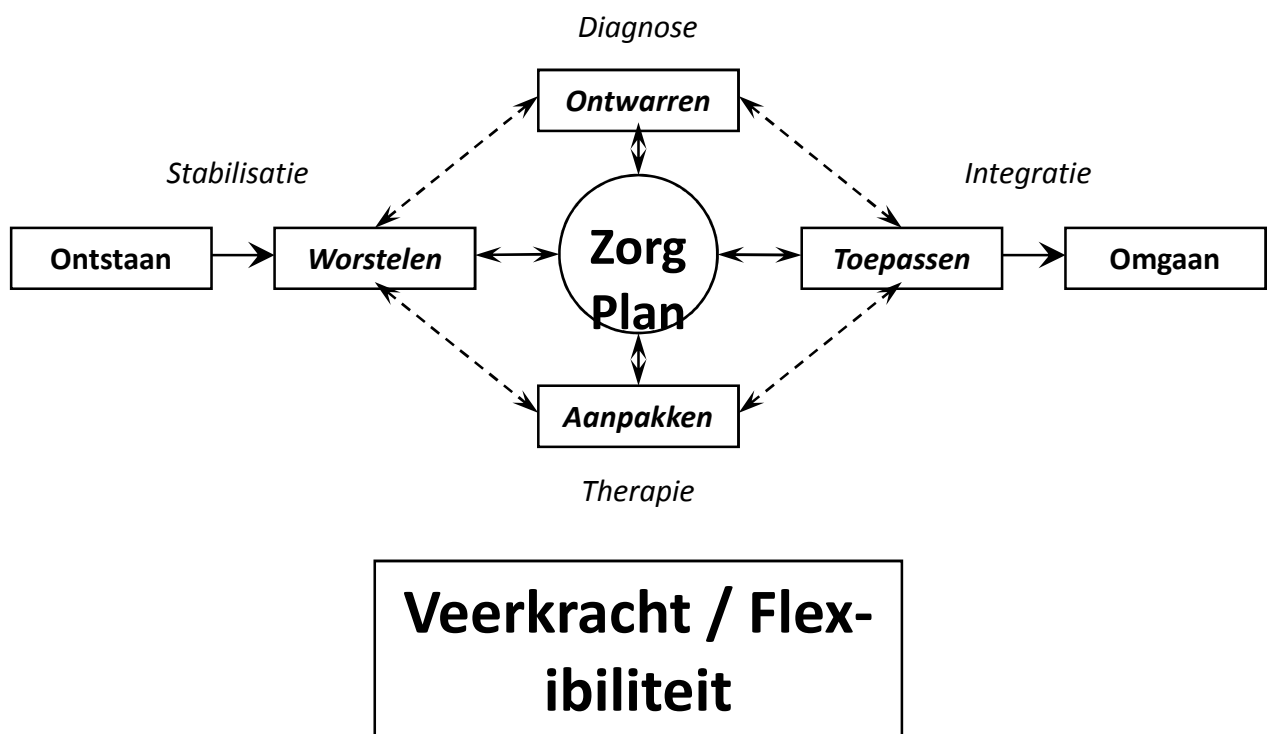 Diagnose
Ontwarren
Stabilisatie
Integratie
Ontstaan
Worstelen
Zorg
Plan
Toepassen
Omgaan
Aanpakken
Therapie
Veerkracht / Flex-
ibiliteit